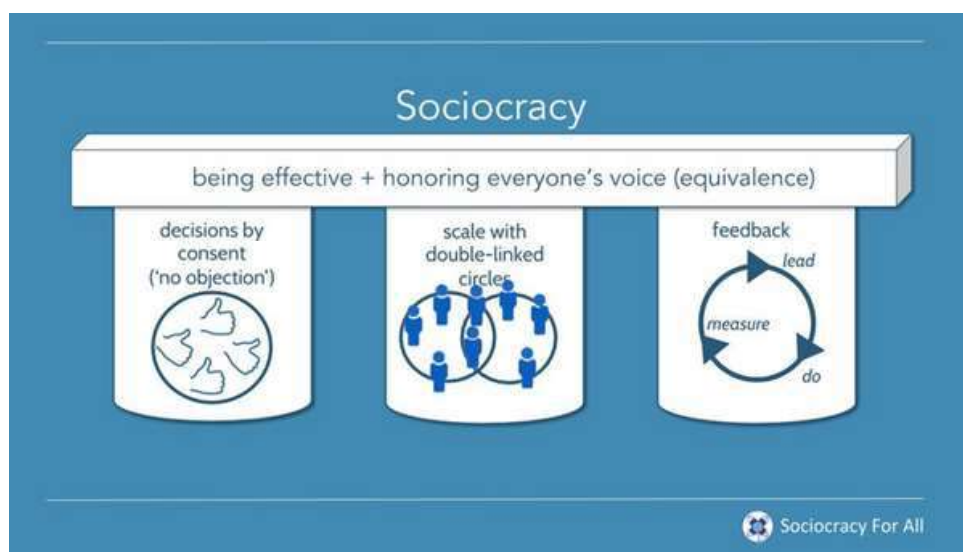 Sociocracy
being effective + honoring everyone's voice (equivalence)
decisions by
consent
('no objection')
scale with
double-linked
circles
feedback
lead
measure
do
Sociocracy For All